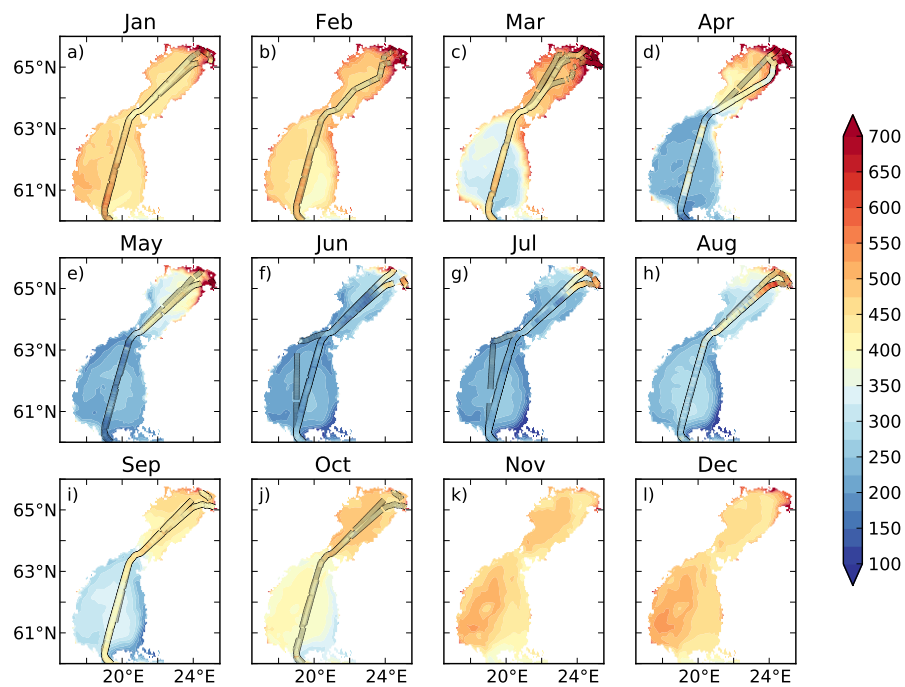 Jan Feb Mar Apr
a) b) c) d)
65°N
63°N
61°N
May Jun Jul Aug
e) f) g) h)
65°N
63°N
61°N
Sep Oct Nov Dec
i) j) k) l)
65°N
63°N
61°N
20°E 24°E 20°E 24°E 20°E 24°E 20°E 24°E
700
650
600
550
500
450
400
350
300
250
200
150
100